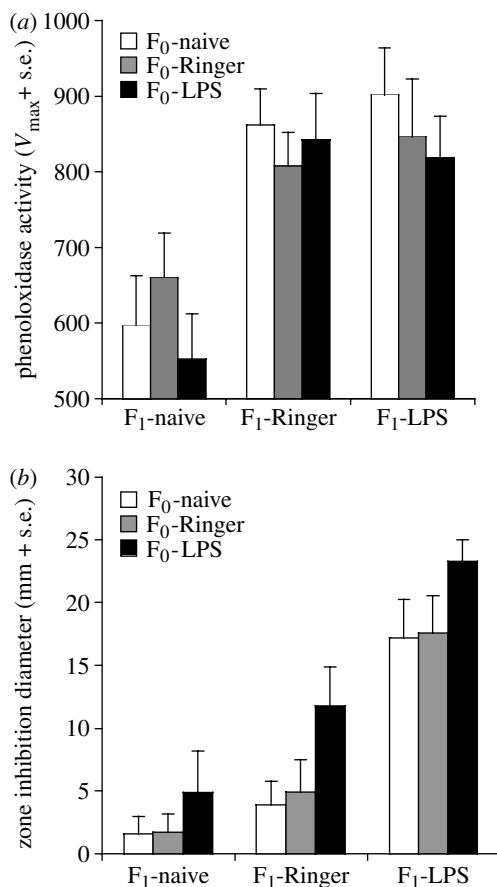 (a)
1000
900
800
700
600
500
phenoloxidase activity (Vmax + s.e.)
F0-naive
F0-Ringer
F0-LPS
F1-naive F1-Ringer F1-LPS
(b)
30
25
20
15
10
5
0
zone inhibition diameter (mm + s.e.)
F0-naive
F0-Ringer
F0-LPS
F1-naive F1-Ringer F1-LPS